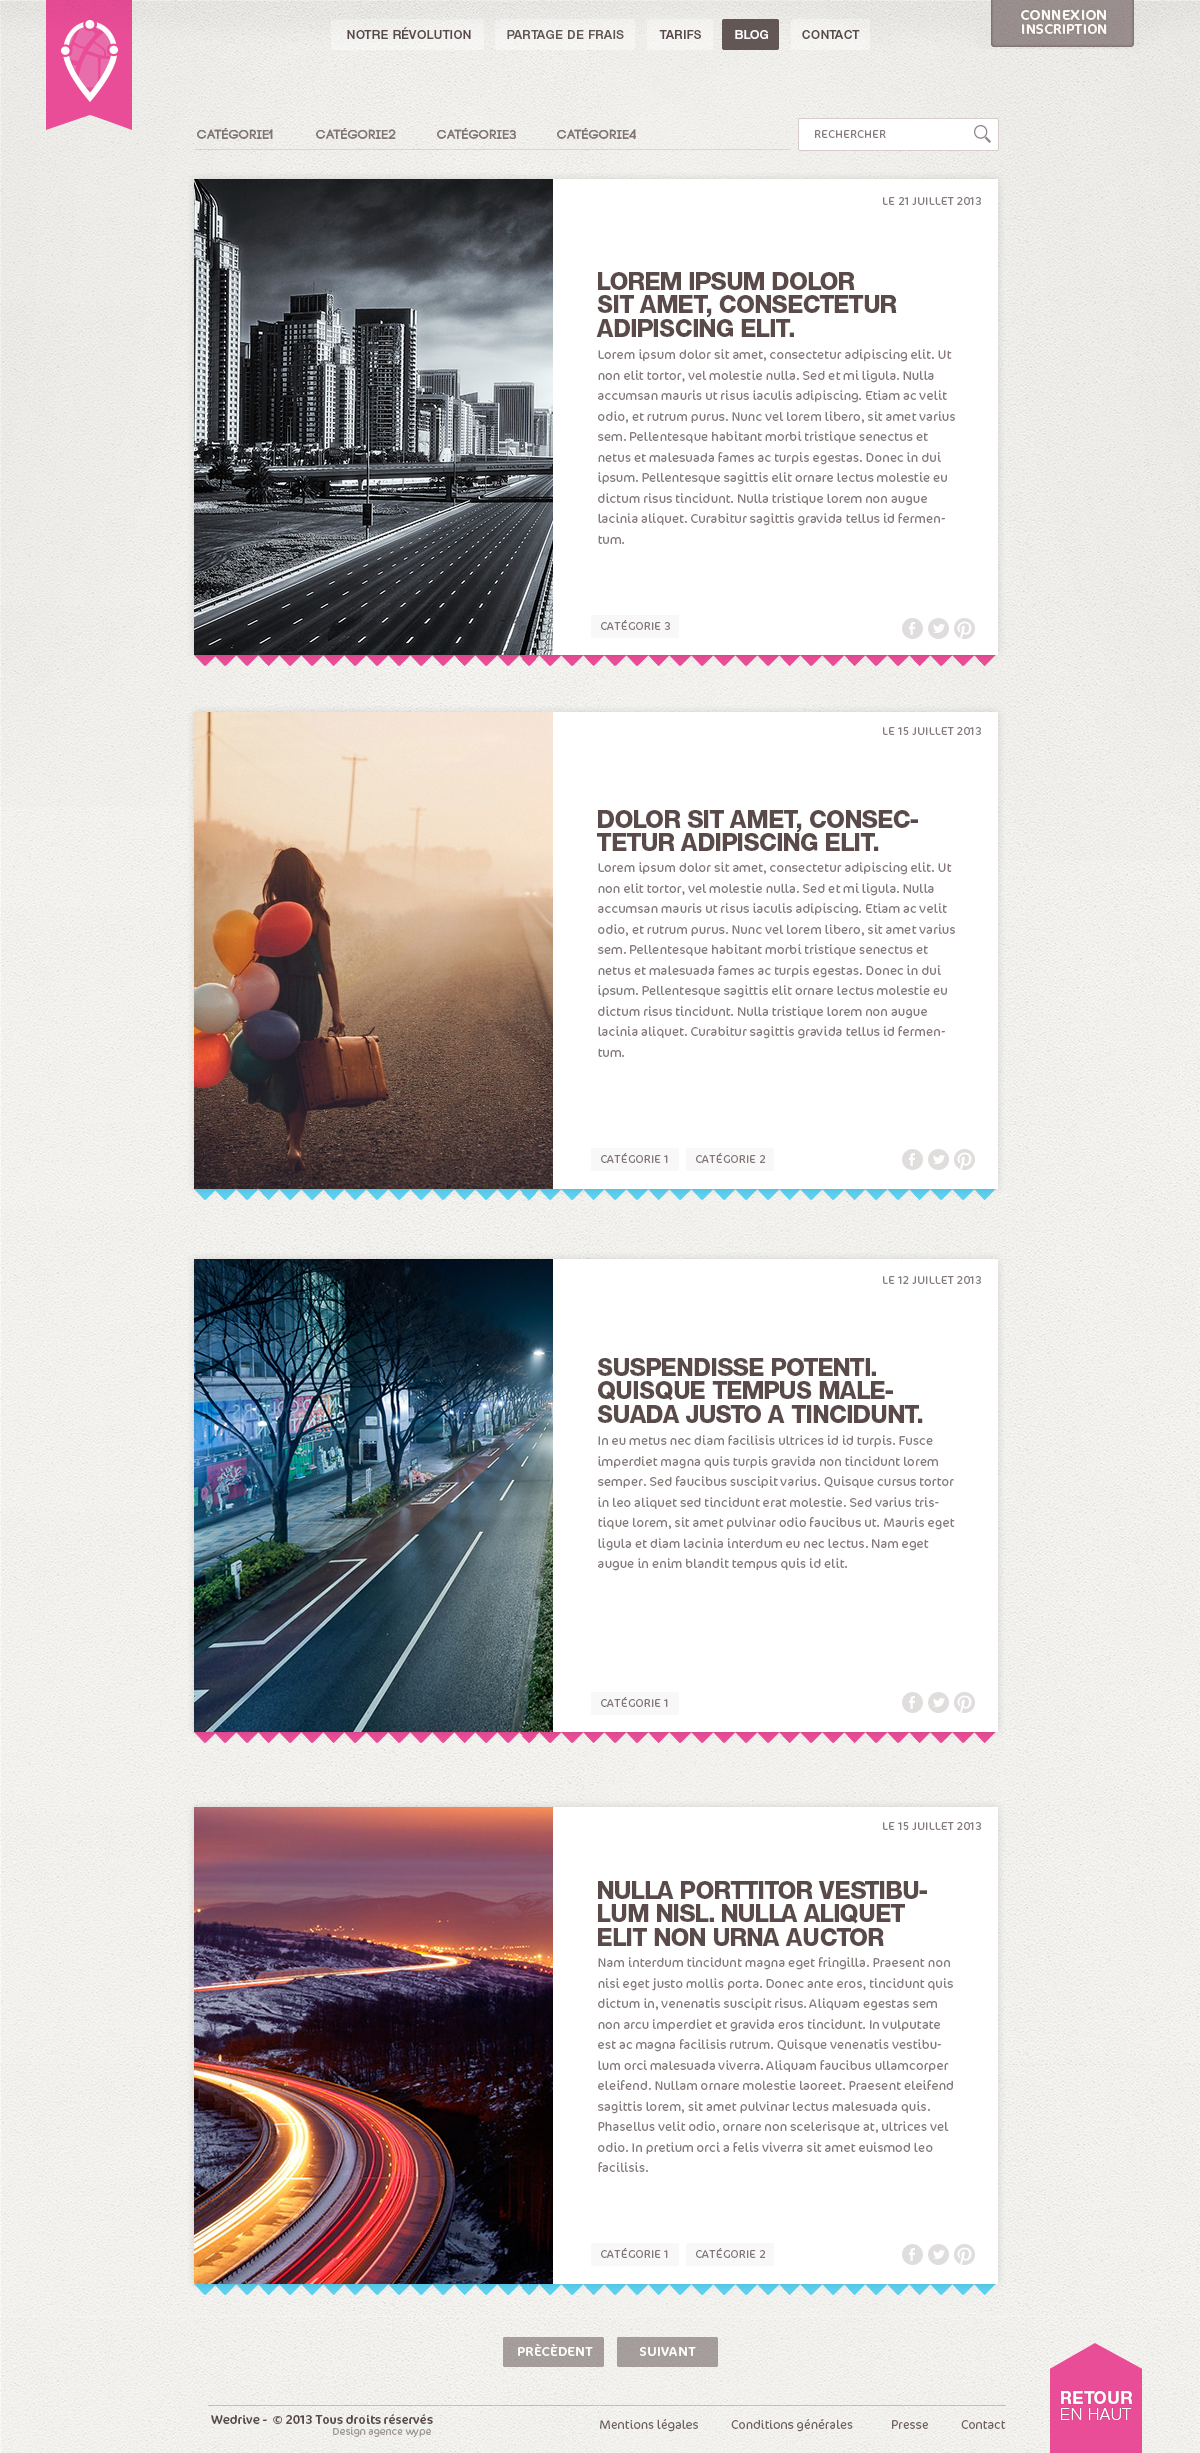 NOTRE RÉVOLUTION
PARTAGE DE FRAIS
TARIFS
BLOG
CONTACT
CONNEXION
INSCRIPTION
CATÉGORIE1
CATÉGORIE2
CATÉGORIE3
CATÉGORIE4
RECHERCHER
LE 21 JUILLET 2013
LOREM IPSUM DOLOR
SIT AMET, CONSECTETUR
ADIPISCING ELIT.
Lorem ipsum dolor sit amet, consectetur adipiscing elit. Ut
non elit tortor, vel molestie nulla. Sed et mi ligula. Nulla
accumsan mauris ut risus iaculis adipiscing. Etiam ac velit
odio, et rutrum purus. Nunc vel lorem libero, sit amet varius
sem. Pellentesque habitant morbi tristique senectus et
netus et malesuada fames ac turpis egestas. Donec in dui
ipsum. Pellentesque sagittis elit ornare lectus molestie eu
dictum risus tincidunt. Nulla tristique lorem non augue
lacinia aliquet. Curabitur sagittis gravida tellus id fermen-
tum.
CATÉGORIE 3
LE 15 JUILLET 2013
DOLOR SIT AMET, CONSEC-
TETUR ADIPISCING ELIT.
Lorem ipsum dolor sit amet, consectetur adipiscing elit. Ut
non elit tortor, vel molestie nulla. Sed et mi ligula. Nulla
accumsan mauris ut risus iaculis adipiscing. Etiam ac velit
odio, et rutrum purus. Nunc vel lorem libero, sit amet varius
sem. Pellentesque habitant morbi tristique senectus et
netus et malesuada fames ac turpis egestas. Donec in dui
ipsum. Pellentesque sagittis elit ornare lectus molestie eu
dictum risus tincidunt. Nulla tristique lorem non augue
lacinia aliquet. Curabitur sagittis gravida tellus id fermen-
tum.
CATÉGORIE 1
CATÉGORIE 2
LE 12 JUILLET 2013
SUSPENDISSE POTENTI.
QUISQUE TEMPUS MALE-
SUADA JUSTO A TINCIDUNT.
In eu metus nec diam facilisis ultrices id id turpis. Fusce
imperdiet magna quis turpis gravida non tincidunt lorem
semper. Sed faucibus suscipit varius. Quisque cursus tortor
in leo aliquet sed tincidunt erat molestie. Sed varius tris-
tique lorem, sit amet pulvinar odio faucibus ut. Mauris eget
ligula et diam lacinia interdum eu nec lectus. Nam eget
augue in enim blandit tempus quis id elit.
CATÉGORIE 1
LE 15 JUILLET 2013
NULLA PORTTITOR VESTIBU-
LUM NISL. NULLA ALIQUET
ELIT NON URNA AUCTOR
Nam interdum tincidunt magna eget fringilla. Praesent non
nisi eget justo mollis porta. Donec ante eros, tincidunt quis
dictum in, venenatis suscipit risus. Aliquam egestas sem
non arcu imperdiet et gravida eros tincidunt. In vulputate
est ac magna facilisis rutrum. Quisque venenatis vestibu-
lum orci malesuada viverra. Aliquam faucibus ullamcorper
eleifend. Nullam ornare molestie laoreet. Praesent eleifend
sagittis lorem, sit amet pulvinar lectus malesuada quis.
Phasellus velit odio, ornare non scelerisque at, ultrices vel
odio. In pretium orci a felis viverra sit amet euismod leo
facilisis.
CATÉGORIE 1
CATÉGORIE 2
PRÈCÈDENT
SUIVANT
RETOUR
EN HAUT
Wedrive - © 2013 Tous droits réservés
Design agence wype
Mentions légales
Conditions générales
Presse
Contact